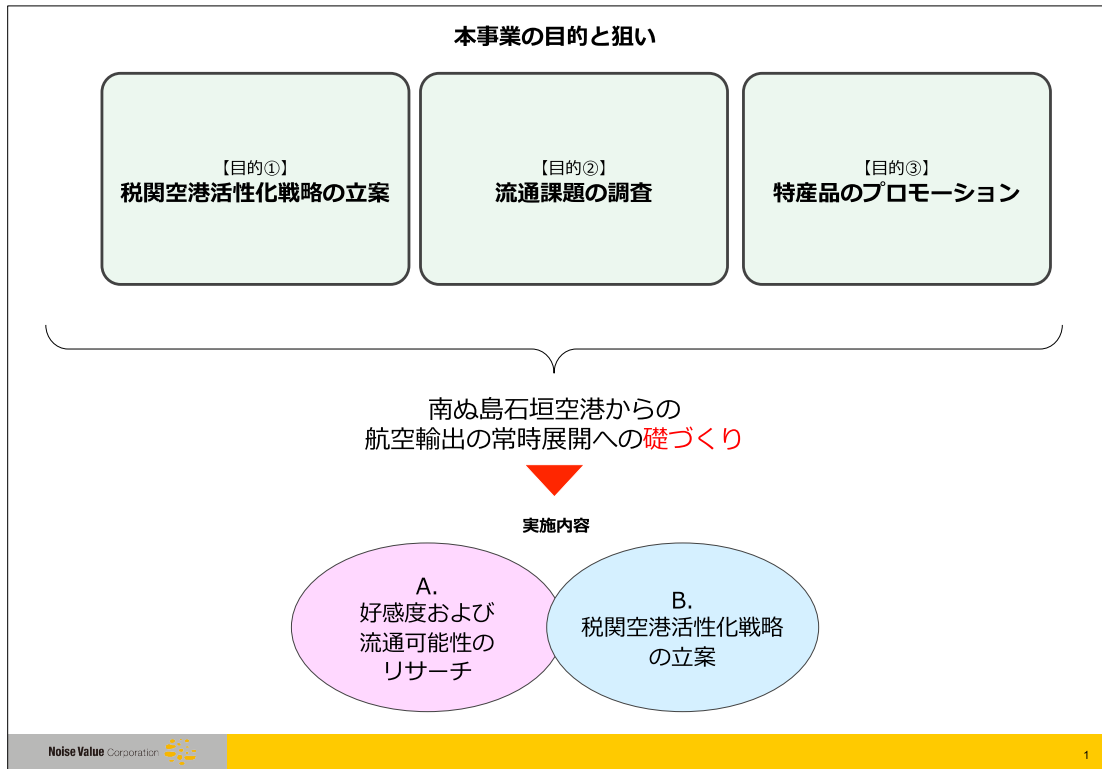 本事業の目的と狙い
【目的①】
税関空港活性化戦略の立案
【目的②】
流通課題の調査
【目的③】
特産品のプロモーション
南ぬ島石垣空港からの
航空輸出の常時展開への礎づくり
実施内容
A.
好感度および
流通可能性の
リサーチ
B.
税関空港活性化戦略
の立案
Noise Value Corporation
1